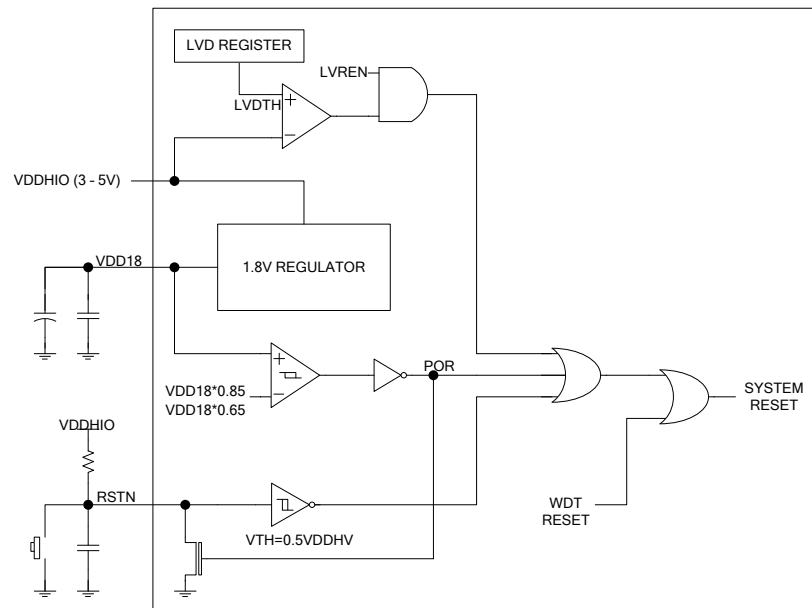 LVD REGISTER
LVREN
LVDTH
+
−
VDDHIO (3 - 5V)
VDD18
1.8V REGULATOR
+
−
POR
VDD18*0.85
VDD18*0.65
SYSTEM
RESET
VDDHIO
RSTN
WDT
RESET
VTH=0.5VDDHV